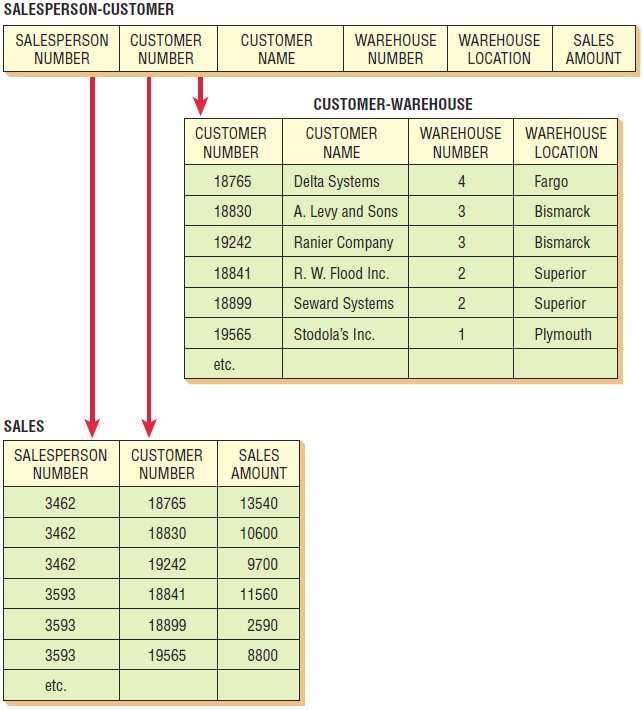 SALESPERSON-CUSTOMER
SALESPERSON NUMBER CUSTOMER NUMBER CUSTOMER NAME WAREHOUSE NUMBER WAREHOUSE LOCATION SALES AMOUNT
CUSTOMER-WAREHOUSE
CUSTOMER NUMBER CUSTOMER NAME WAREHOUSE NUMBER WAREHOUSE LOCATION
18765 Delta Systems 4 Fargo
18830 A. Levy and Sons 3 Bismarck
19242 Ranier Company 3 Bismarck
18841 R. W. Flood Inc. 2 Superior
18899 Seward Systems 2 Superior
19565 Stodola's Inc. 1 Plymouth
etc.
SALES
SALESPERSON NUMBER CUSTOMER NUMBER SALES AMOUNT
3462 18765 13540
3462 18830 10600
3462 19242 9700
3593 18841 11560
3593 18899 2590
3593 19565 8800
etc.